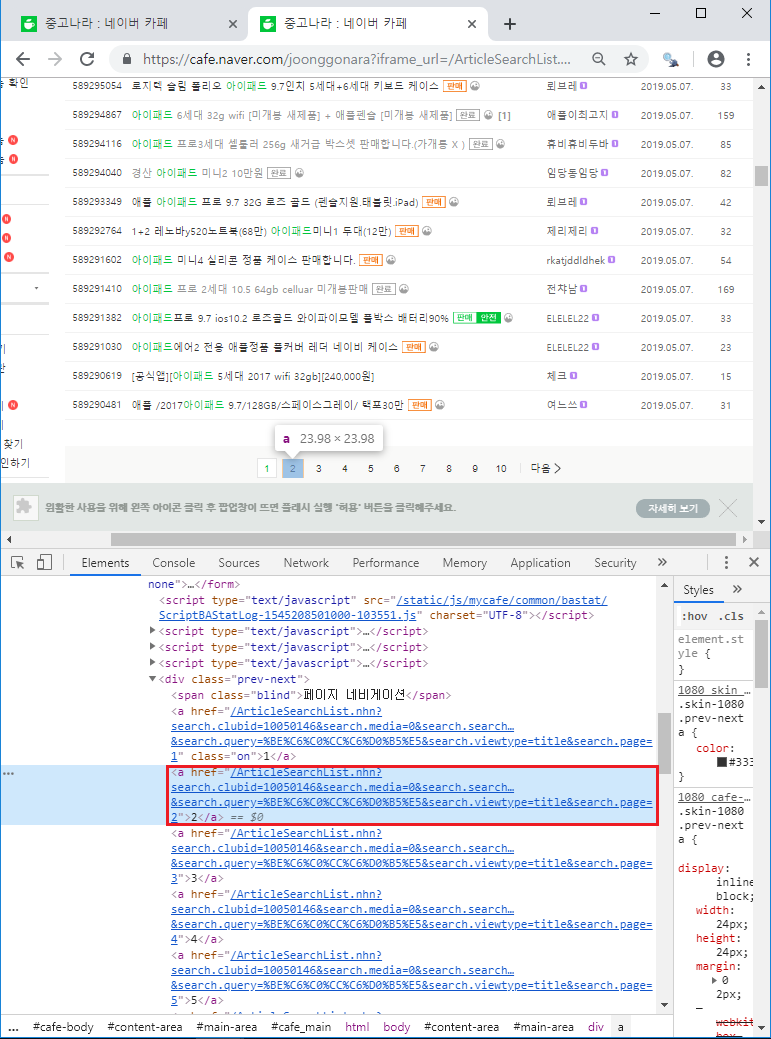 중고나라 : 네이버 카페
중고나라 : 네이버 카페
https://cafe.naver.com/joonggonara?iframe_url=/ArticleSearchList....
확인
589295054 로지텍 슬림 폴리오 아이패드 9.7인치 5세대+6세대 키보드 케이스 판매 뢰브레 2019.05.07. 33
589294867 아이패드 6세대 32g wifi [미개봉 새제품] + 애플펜슬 [미개봉 새제품] 완료 [1] 애플이최고지 2019.05.07. 159
589294116 아이패드 프로3세대 셀룰러 256g 새거급 박스셋 판매합니다.(가개통 X ) 완료 휴비휴비두바 2019.05.07. 85
589294040 경산 아이패드 미니2 10만원 완료 임당동임당 2019.05.07. 82
589293349 애플 아이패드 프로 9.7 32G 로즈 골드 (펜슬지원.태블릿.iPad) 판매 뢰브레 2019.05.07. 42
589292764 1+2 레노바y520노트북(68만) 아이패드미니1 두대(12만) 판매 제리제리 2019.05.07. 45
589291602 아이패드 미니4 실리콘 정품 케이스 판매합니다. 판매 rkatjddldhek 2019.05.07. 54
589291410 아이패드 프로 2세대 10.5 64gb celluar 미개봉판매 완료 전챠남 2019.05.07. 169
589291382 아이패드프로 9.7 ios10.2 로즈골드 와이파이모델 풀박스 배터리90% 판매 안전 ELELEL22 2019.05.07. 33
589291030 아이패드에어2 전용 애플정품 플커버 레더 네이비 케이스 판매 ELELEL22 2019.05.07. 23
589290619 [공식앱][아이패드 5세대 2017 wifi 32gb][240,000원] 체크 2019.05.07. 15
589290481 애플 /2017아이패드 9.7/128GB/스페이스그레이/ 택포30만 판매 여느쓰 2019.05.07. 31
찾기
인하기
a 23.98 × 23.98
1 2 3 4 5 6 7 8 9 10 다음
원활한 사용을 위해 왼쪽 아이콘 클릭 후 팝업창이 뜨면 플래시 실행 '허용' 버튼을 클릭해주세요. 자세히 보기
Elements Console Sources Network Performance Memory Application Security »
none">…</form>
<script type="text/javascript" src="/static/js/mycafe/common/bastat/
ScriptBAStatLog-1545208501000-103551.js" charset="UTF-8"></script>
<script type="text/javascript">…</script>
<script type="text/javascript">…</script>
<script type="text/javascript">…</script>
<div class="prev-next">
<span class="blind">페이지 네비게이션</span>
<a href="/ArticleSearchList.nhn?
search.clubid=10050146&search.media=0&search.search…
&search.query=%BE%C6%C0%CC%C6%D0%B5%E5&search.viewtype=title&search.page=
1" class="on">1</a>
<a href="/ArticleSearchList.nhn?
search.clubid=10050146&search.media=0&search.search…
&search.query=%BE%C6%C0%CC%C6%D0%B5%E5&search.viewtype=title&search.page=
2">2</a> == $0
<a href="/ArticleSearchList.nhn?
search.clubid=10050146&search.media=0&search.search…
&search.query=%BE%C6%C0%CC%C6%D0%B5%E5&search.viewtype=title&search.page=
3">3</a>
<a href="/ArticleSearchList.nhn?
search.clubid=10050146&search.media=0&search.search…
&search.query=%BE%C6%C0%CC%C6%D0%B5%E5&search.viewtype=title&search.page=
4">4</a>
<a href="/ArticleSearchList.nhn?
search.clubid=10050146&search.media=0&search.search…
&search.query=%BE%C6%C0%CC%C6%D0%B5%E5&search.viewtype=title&search.page=
5">5</a>
Styles »
:hov .cls
element.st
yle {
}
1080 skin
.skin-1080
.prev-next
a {
color:
#333
}
1080 cafe-…
.skin-1080
.prev-next
a {
display:
inline
block;
width:
24px;
height:
24px;
margin:
0
2px;
webkit
box
... #cafe-body #content-area #main-area #cafe_main html body #content-area #main-area div a